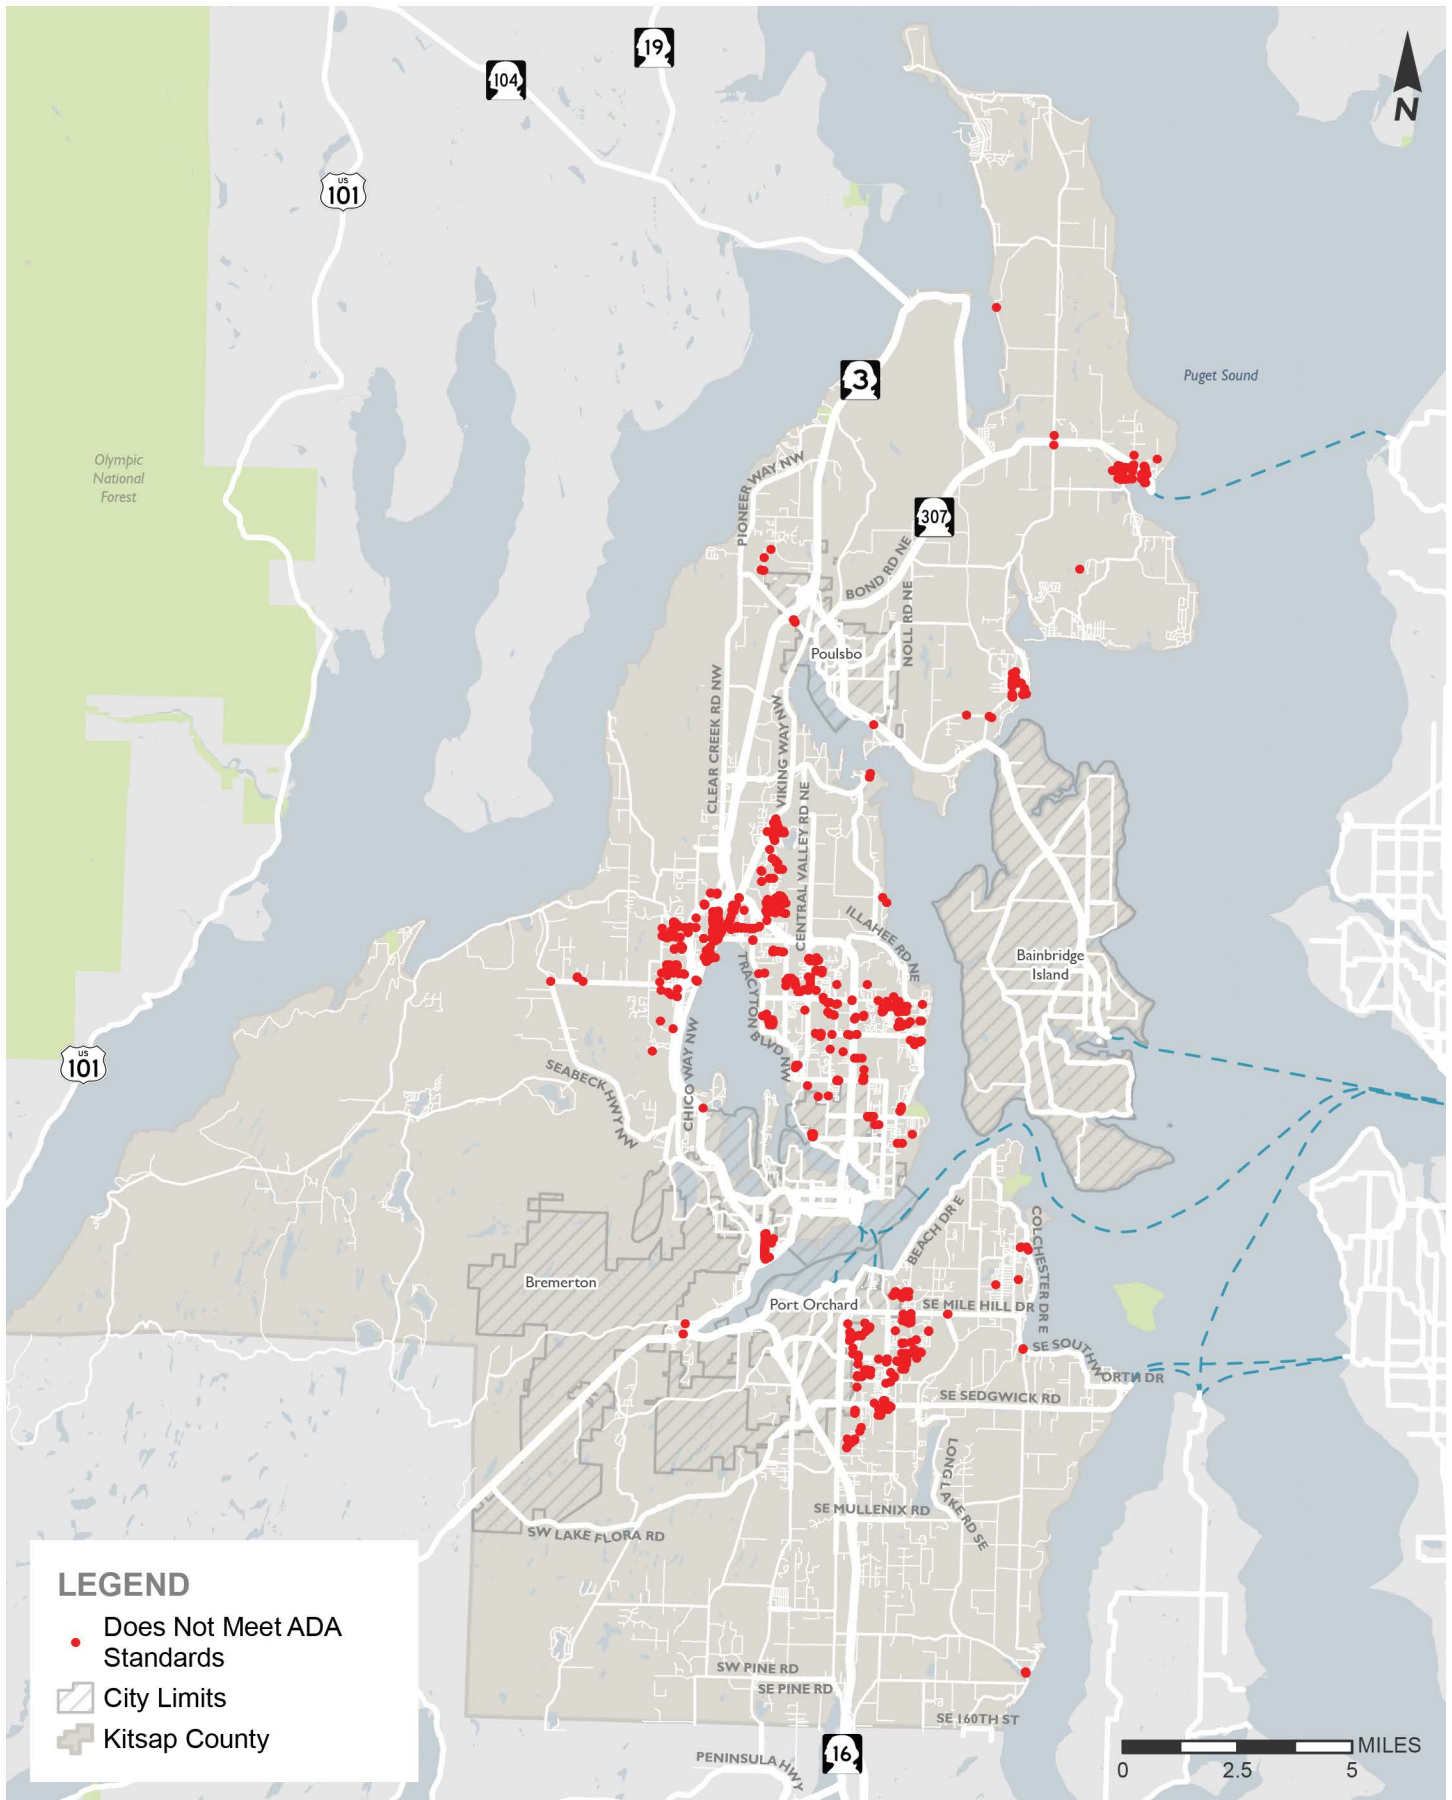 19
104
N
US
101
3
Puget Sound
Olympic
National
Forest
PIONEER WAY NW
307
BOND RD NE
NOLL RD NE
Poulsbo
CLEAR CREEK RD NW
VIKING WAY NW
CENTRAL VALLEY RD NE
ILLAHEE RD NE
Bainbridge
Island
TRACYTON BLVD NW
US
101
SEABECK HWY NW
CHICO WAY NW
BEACH DR E
COLCHESTER DR E
Bremerton
Port Orchard
SE MILE HILL DR
SE SOUTHWORTH DR
SE SEDGWICK RD
LONG LAKE RD SE
SE MULLENIX RD
SW LAKE FLORA RD
LEGEND
Does Not Meet ADA
Standards
City Limits
Kitsap County
SW PINE RD
SE PINE RD
SE 160TH ST
PENINSULA HWY
16
MILES
0 2.5 5